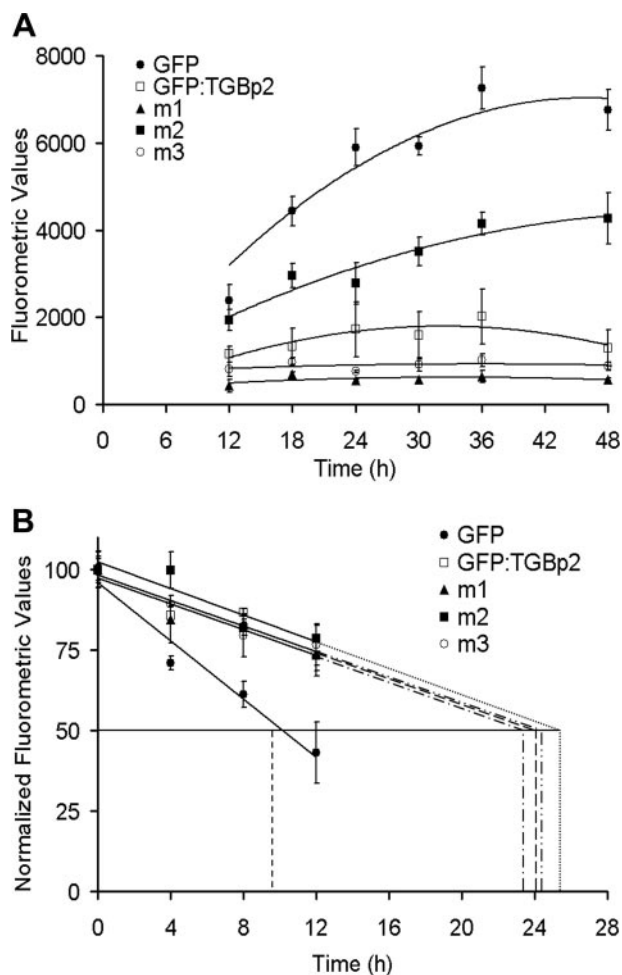 A
8000
6000
4000
2000
0
Fluorometric Values
GFP
GFP:TGBp2
m1
m2
m3
0 6 12 18 24 30 36 42 48
Time (h)
B
100
75
50
25
0
Normalized Fluorometric Values
GFP
GFP:TGBp2
m1
m2
m3
0 4 8 12 16 20 24 28
Time (h)